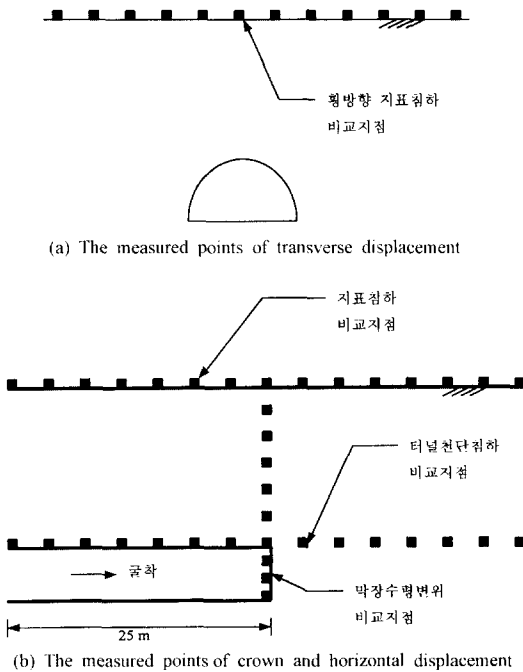 횡방향 지표침하
비교지점
(a) The measured points of transverse displacement
지표침하
비교지점
터널천단침하
비교지점
굴착
막장수평변위
비교지점
25 m
(b) The measured points of crown and horizontal displacement